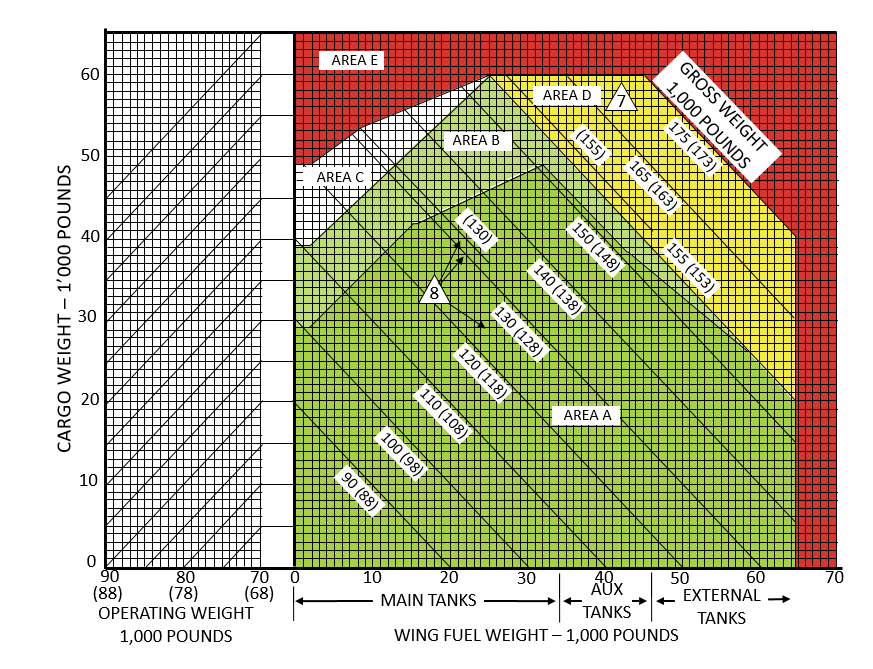 CARGO WEIGHT – 1'000 POUNDS
60
50
40
30
20
10
0
AREA E
AREA D
7
AREA B
AREA C
AREA A
GROSS WEIGHT
1,000 POUNDS
175 (173)
165 (163)
(155)
155 (153)
150 (148)
140 (138)
(130)
8
130 (128)
120 (118)
110 (108)
100 (98)
90 (88)
90 80 70
(88) (78) (68)
OPERATING WEIGHT
1,000 POUNDS
0 10 20 30 40 50 60 70
MAIN TANKS
AUX
TANKS
EXTERNAL
TANKS
WING FUEL WEIGHT – 1,000 POUNDS